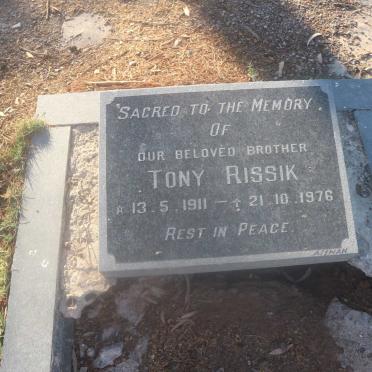 SACRED TO THE MEMORY
OF
OUR BELOVED BROTHER
TONY RISSIK
13.5.1911 – 21.10.1976
REST IN PEACE.